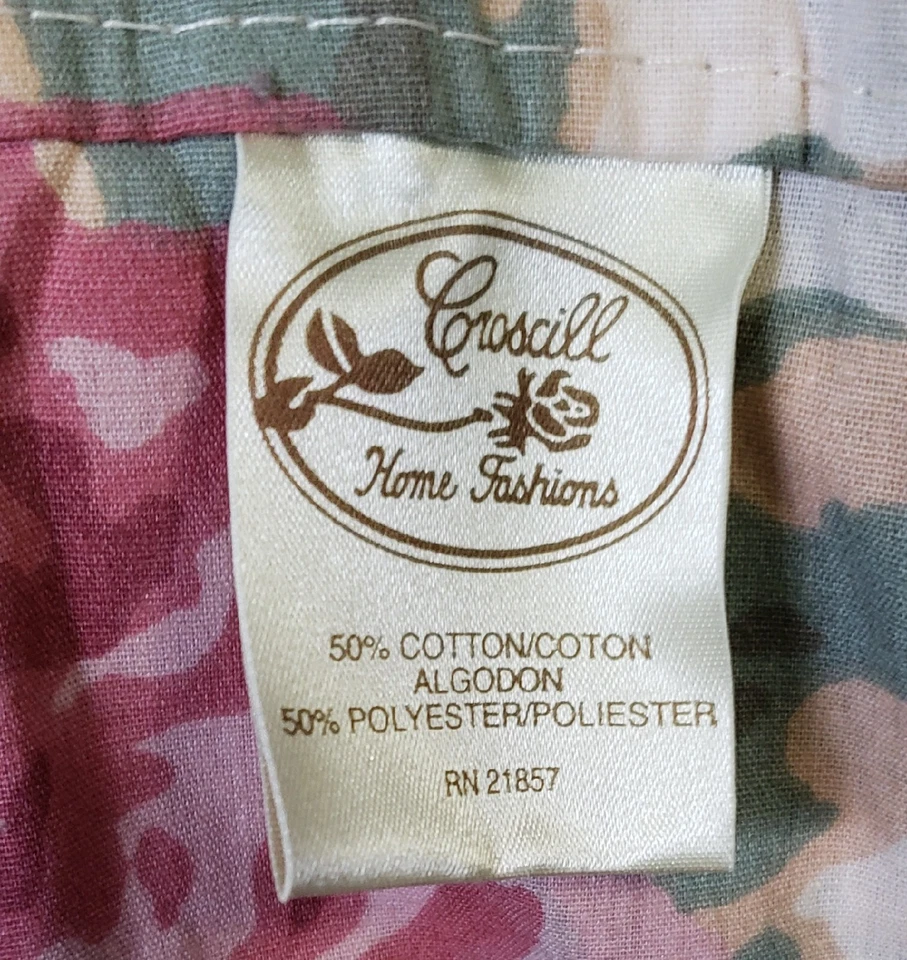 Croscill
Home Fashions
50% COTTON/COTON
ALGODON
50% POLYESTER/POLIESTER
RN 21857